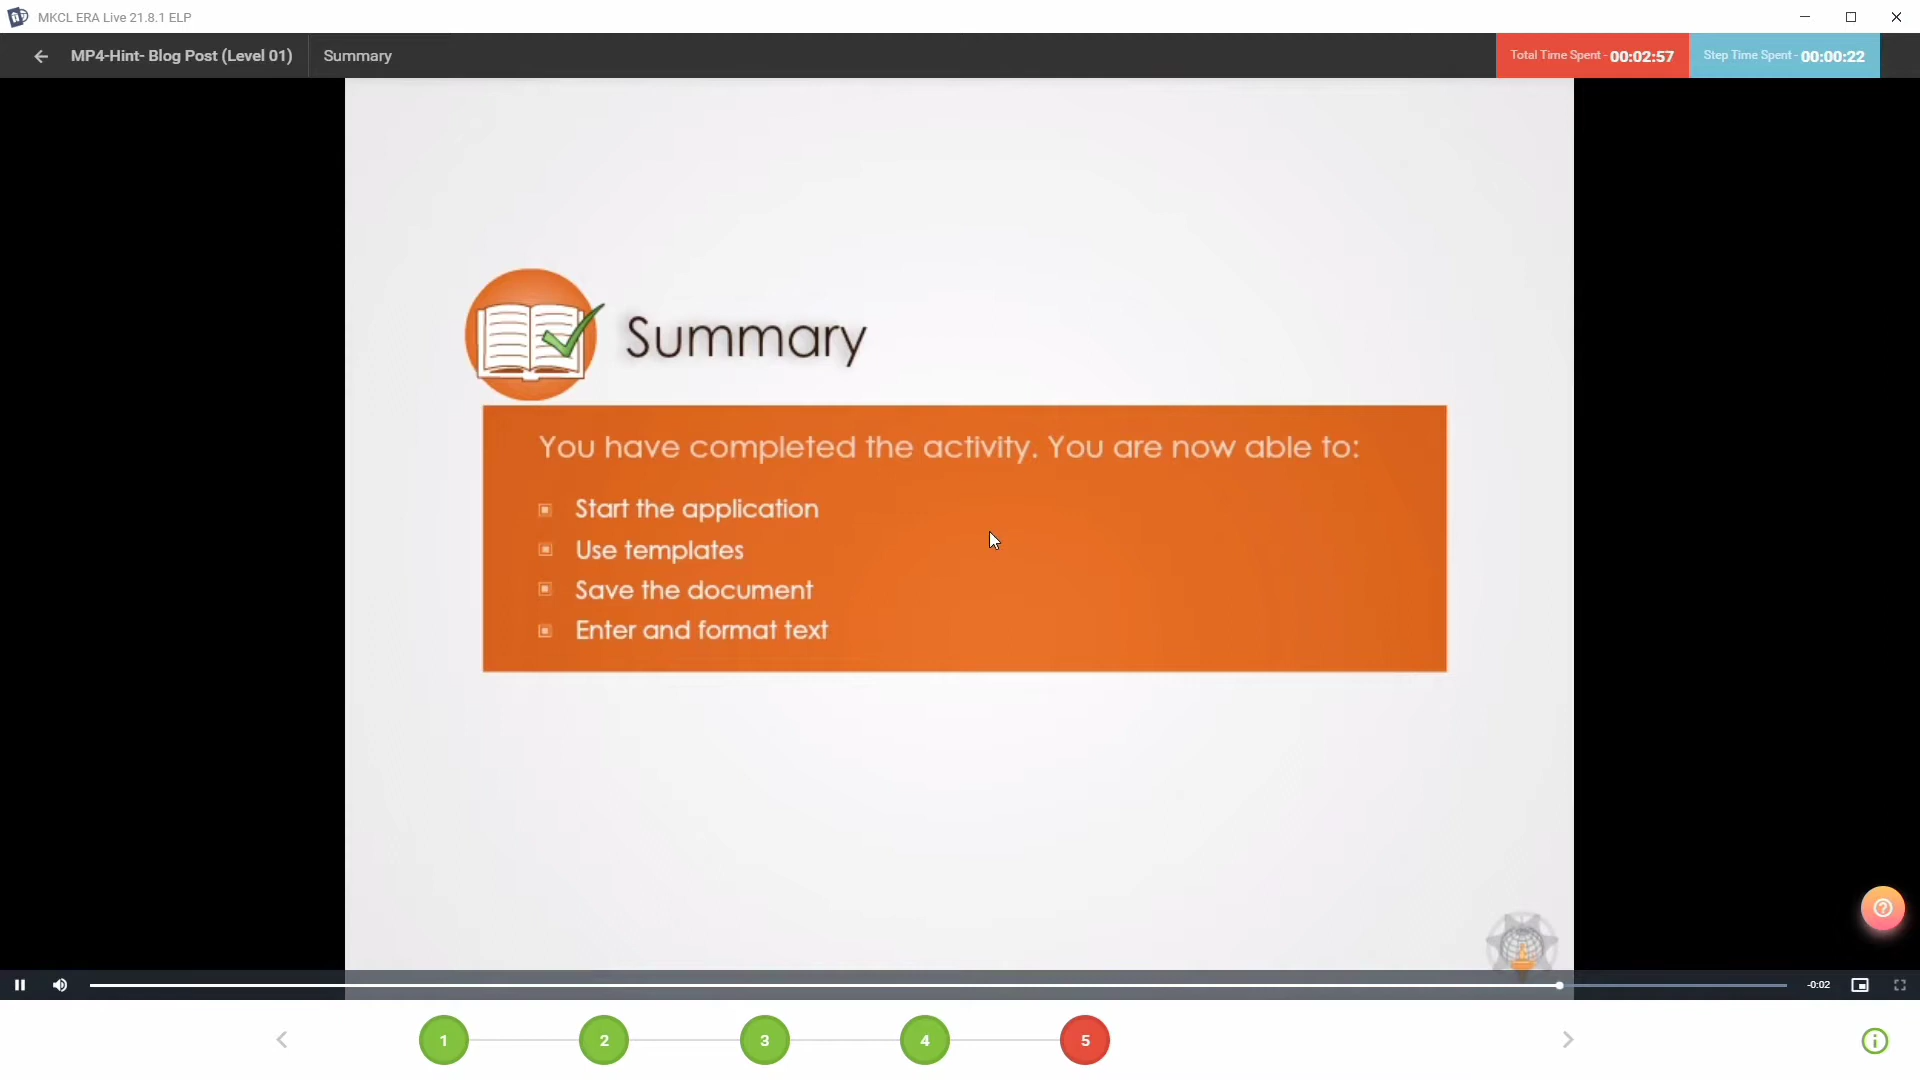 MKCL ERA Live 21.8.1 ELP
MP4-Hint- Blog Post (Level 01) Summary Total Time Spent - 00:02:57 Step Time Spent - 00:00:22
Summary
You have completed the activity. You are now able to:
Start the application
Use templates
Save the document
Enter and format text
-0:02
1 2 3 4 5